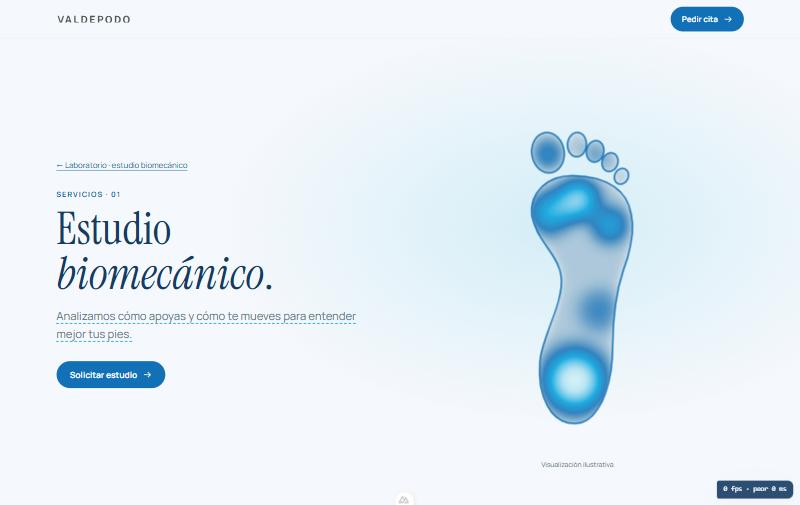 VALDEPODO
Pedir cita →
← Laboratorio · estudio biomecánico
SERVICIOS · 01
Estudio
biomecánico.
Analizamos cómo apoyas y cómo te mueves para entender
mejor tus pies.
Solicitar estudio →
Visualización ilustrativa
0 fps · peor 0 ms